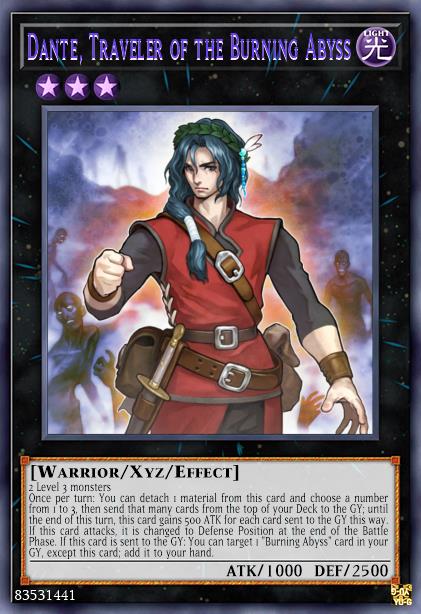 Dante, Traveler of the Burning Abyss
LIGHT
光
[Warrior/Xyz/Effect]
2 Level 3 monsters
Once per turn: You can detach 1 material from this card and choose a number
from 1 to 3, then send that many cards from the top of your Deck to the GY; until
the end of this turn, this card gains 500 ATK for each card sent to the GY this way.
If this card attacks, it is changed to Defense Position at the end of the Battle
Phase. If this card is sent to the GY: You can target 1 "Burning Abyss" card in your
GY, except this card; add it to your hand.
ATK/1000 DEF/2500
83531441